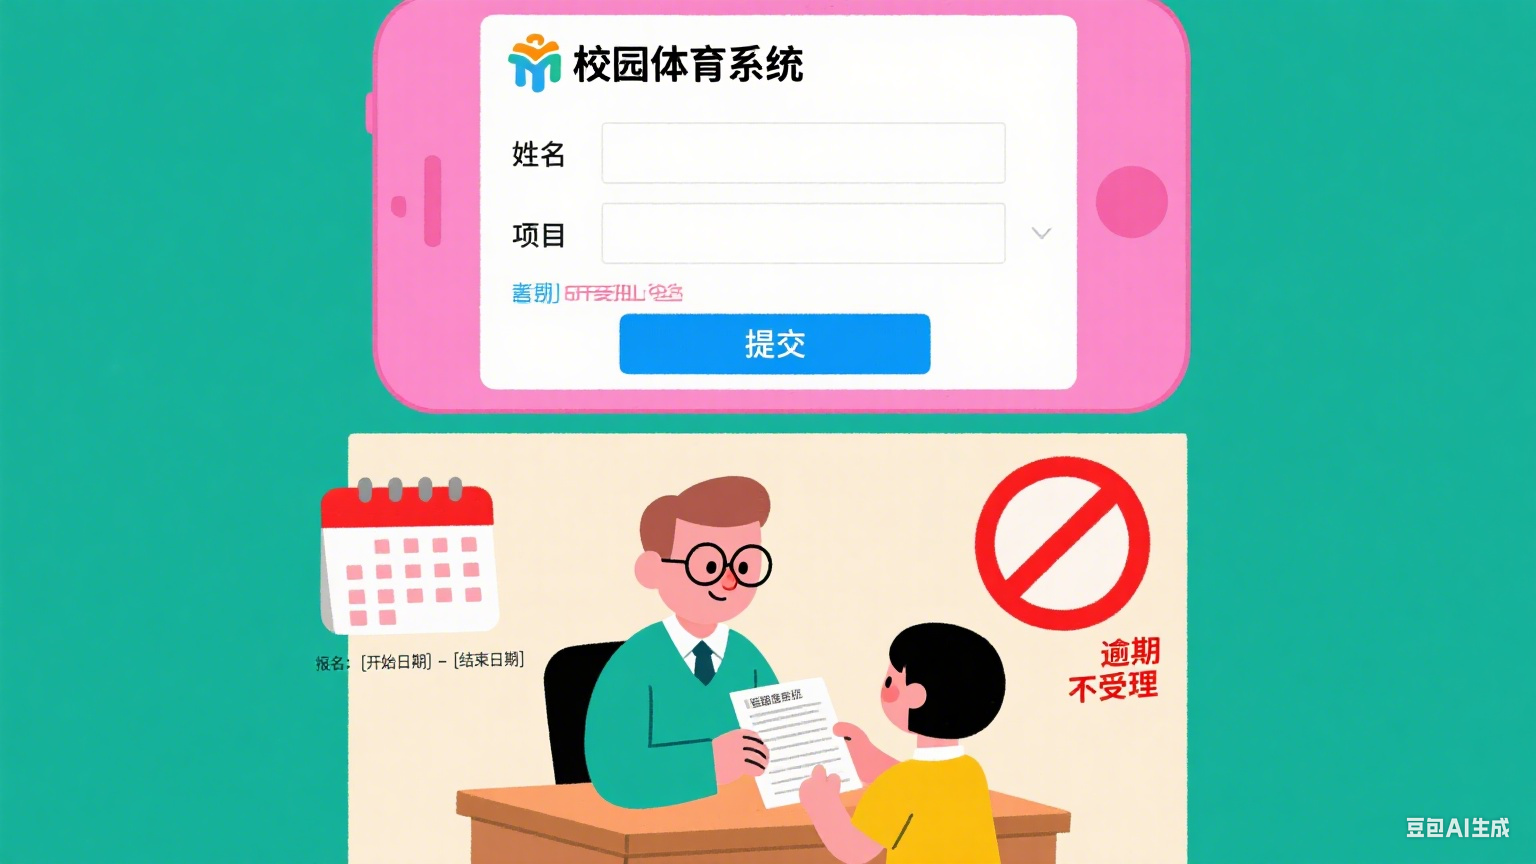 校园体育系统
姓名
项目
提交
报名：[开始日期] - [结束日期]
逾期
不受理
豆包AI生成